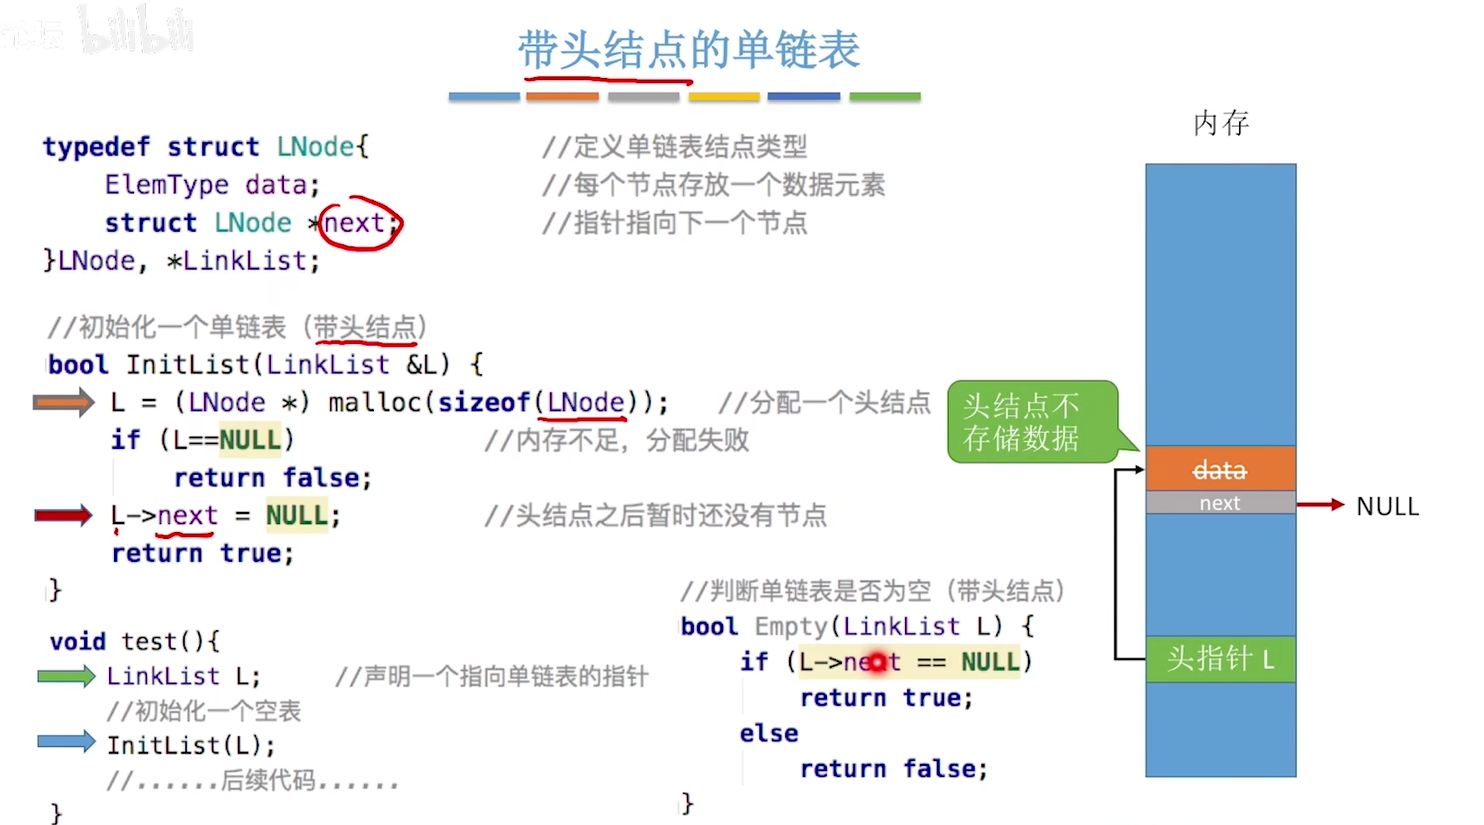 论坛 bilibili
带头结点的单链表
typedef struct LNode{ //定义单链表结点类型
ElemType data; //每个节点存放一个数据元素
struct LNode *next; //指针指向下一个节点
}LNode, *LinkList;
//初始化一个单链表（带头结点）
bool InitList(LinkList &L) {
L = (LNode *) malloc(sizeof(LNode)); //分配一个头结点
if (L==NULL) //内存不足，分配失败
return false;
L->next = NULL; //头结点之后暂时还没有节点
return true;
}
void test(){
LinkList L; //声明一个指向单链表的指针
//初始化一个空表
InitList(L);
//......后续代码......
}
//判断单链表是否为空（带头结点）
bool Empty(LinkList L) {
if (L->next == NULL)
return true;
else
return false;
}
内存
头结点不
存储数据
data
next
NULL
头指针 L